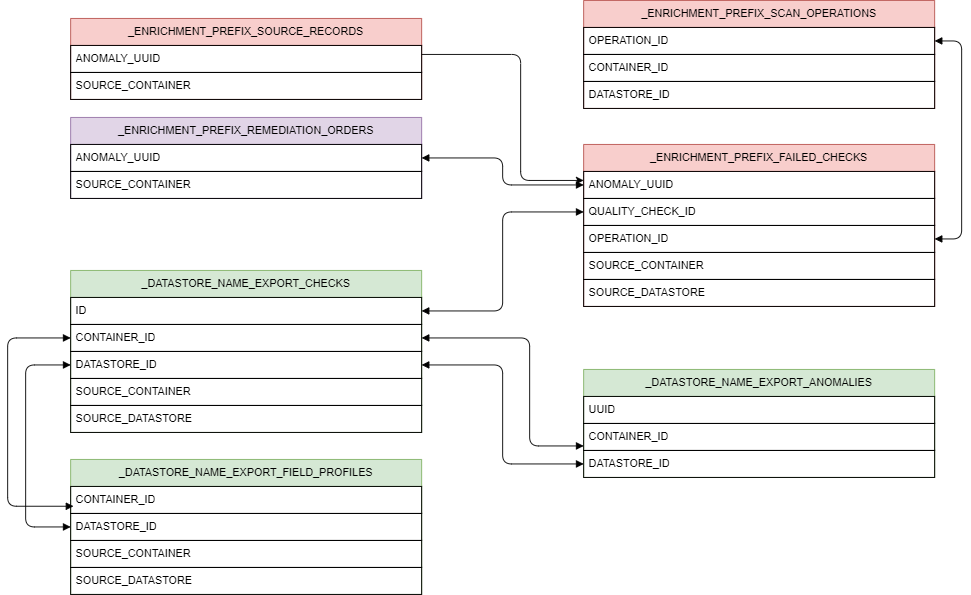 _ENRICHMENT_PREFIX_SOURCE_RECORDS
ANOMALY_UUID
SOURCE_CONTAINER
_ENRICHMENT_PREFIX_REMEDIATION_ORDERS
ANOMALY_UUID
SOURCE_CONTAINER
_DATASTORE_NAME_EXPORT_CHECKS
ID
CONTAINER_ID
DATASTORE_ID
SOURCE_CONTAINER
SOURCE_DATASTORE
_DATASTORE_NAME_EXPORT_FIELD_PROFILES
CONTAINER_ID
DATASTORE_ID
SOURCE_CONTAINER
SOURCE_DATASTORE
_ENRICHMENT_PREFIX_SCAN_OPERATIONS
OPERATION_ID
CONTAINER_ID
DATASTORE_ID
_ENRICHMENT_PREFIX_FAILED_CHECKS
ANOMALY_UUID
QUALITY_CHECK_ID
OPERATION_ID
SOURCE_CONTAINER
SOURCE_DATASTORE
_DATASTORE_NAME_EXPORT_ANOMALIES
UUID
CONTAINER_ID
DATASTORE_ID